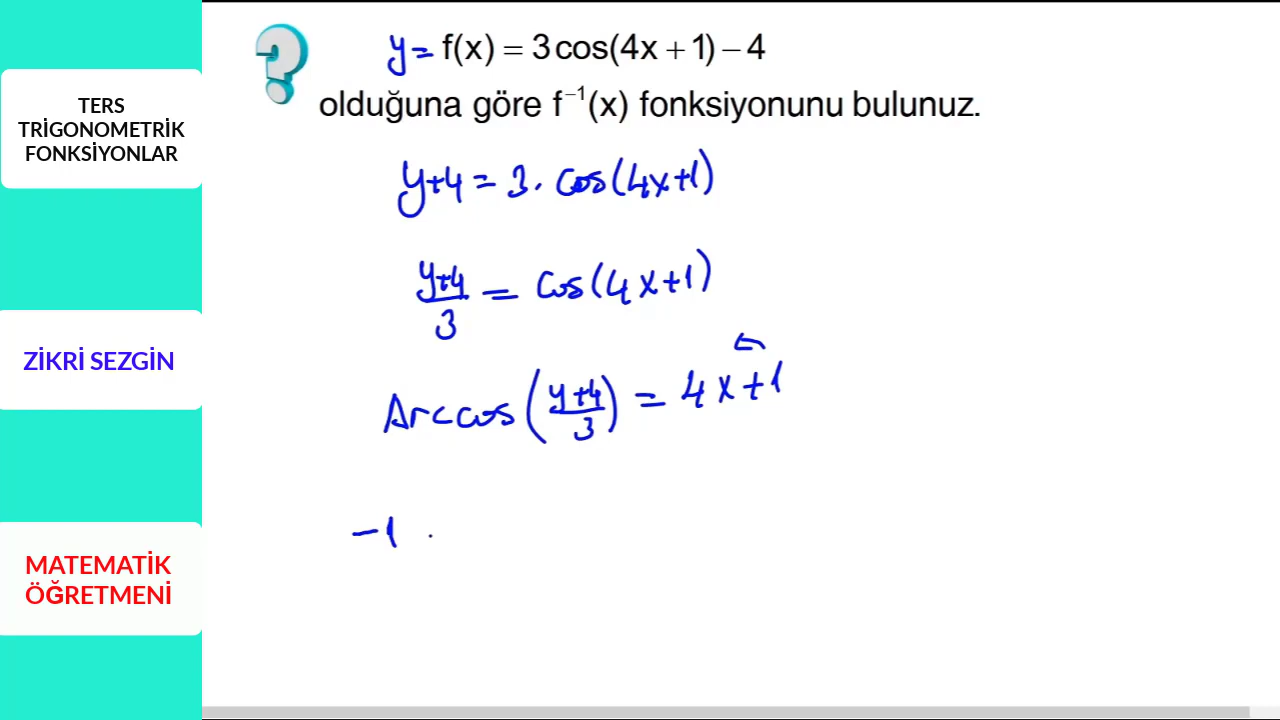 TERS
TRİGONOMETRİK
FONKSİYONLAR
ZİKRİ SEZGİN
MATEMATİK
ÖĞRETMENİ
y = f(x) = 3cos(4x + 1) − 4
olduğuna göre f⁻¹(x) fonksiyonunu bulunuz.
y+4 = 3. cos(4x+1)
(y+4)/3 = cos(4x+1)
Arccos((y+4)/3) = 4x+1
-1